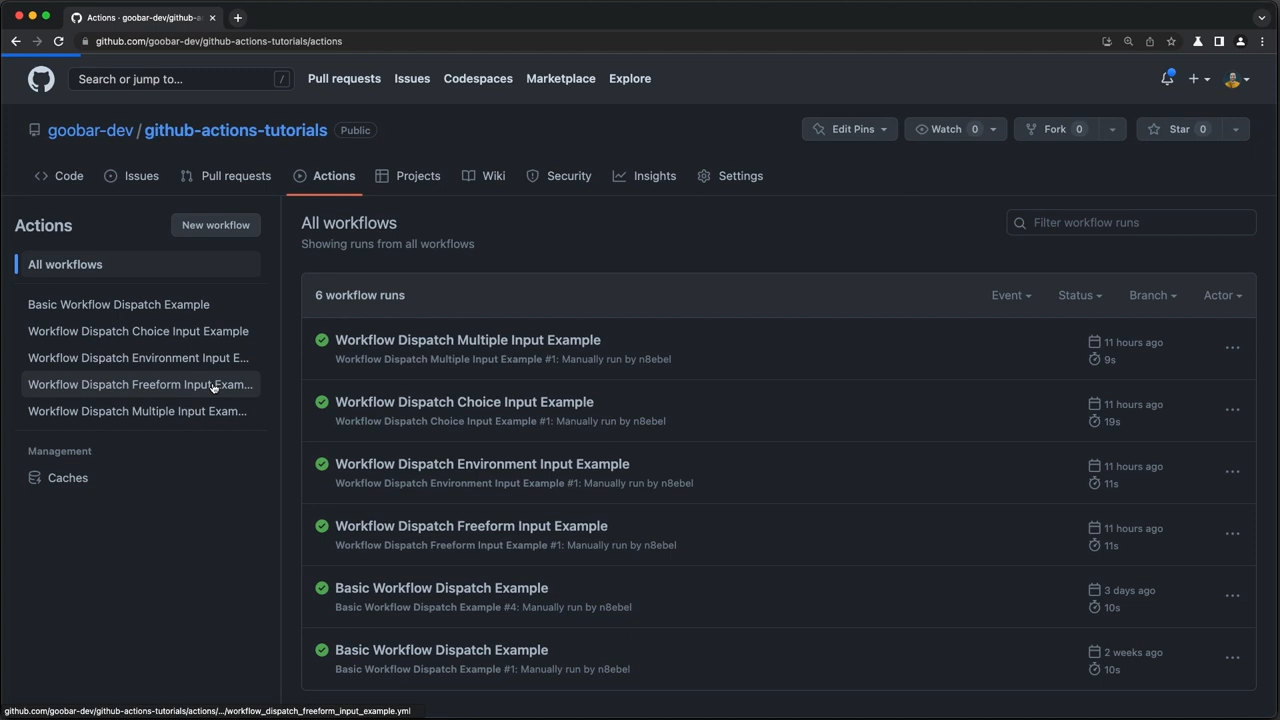 Actions · goobar-dev/github-a
github.com/goobar-dev/github-actions-tutorials/actions
Search or jump to... /
Pull requests Issues Codespaces Marketplace Explore
goobar-dev / github-actions-tutorials Public
Edit Pins Watch 0 Fork 0 Star 0
Code Issues Pull requests Actions Projects Wiki Security Insights Settings
Actions New workflow
All workflows
Basic Workflow Dispatch Example
Workflow Dispatch Choice Input Example
Workflow Dispatch Environment Input E...
Workflow Dispatch Freeform Input Exam...
Workflow Dispatch Multiple Input Exam...
Management
Caches
All workflows
Showing runs from all workflows
Filter workflow runs
6 workflow runs Event Status Branch Actor
Workflow Dispatch Multiple Input Example 11 hours ago
Workflow Dispatch Multiple Input Example #1: Manually run by n8ebel 9s
Workflow Dispatch Choice Input Example 11 hours ago
Workflow Dispatch Choice Input Example #1: Manually run by n8ebel 19s
Workflow Dispatch Environment Input Example 11 hours ago
Workflow Dispatch Environment Input Example #1: Manually run by n8ebel 11s
Workflow Dispatch Freeform Input Example 11 hours ago
Workflow Dispatch Freeform Input Example #1: Manually run by n8ebel 11s
Basic Workflow Dispatch Example 3 days ago
Basic Workflow Dispatch Example #4: Manually run by n8ebel 10s
Basic Workflow Dispatch Example 2 weeks ago
Basic Workflow Dispatch Example #1: Manually run by n8ebel 10s
github.com/goobar-dev/github-actions-tutorials/actions/.../workflow_dispatch_freeform_input_example.yml